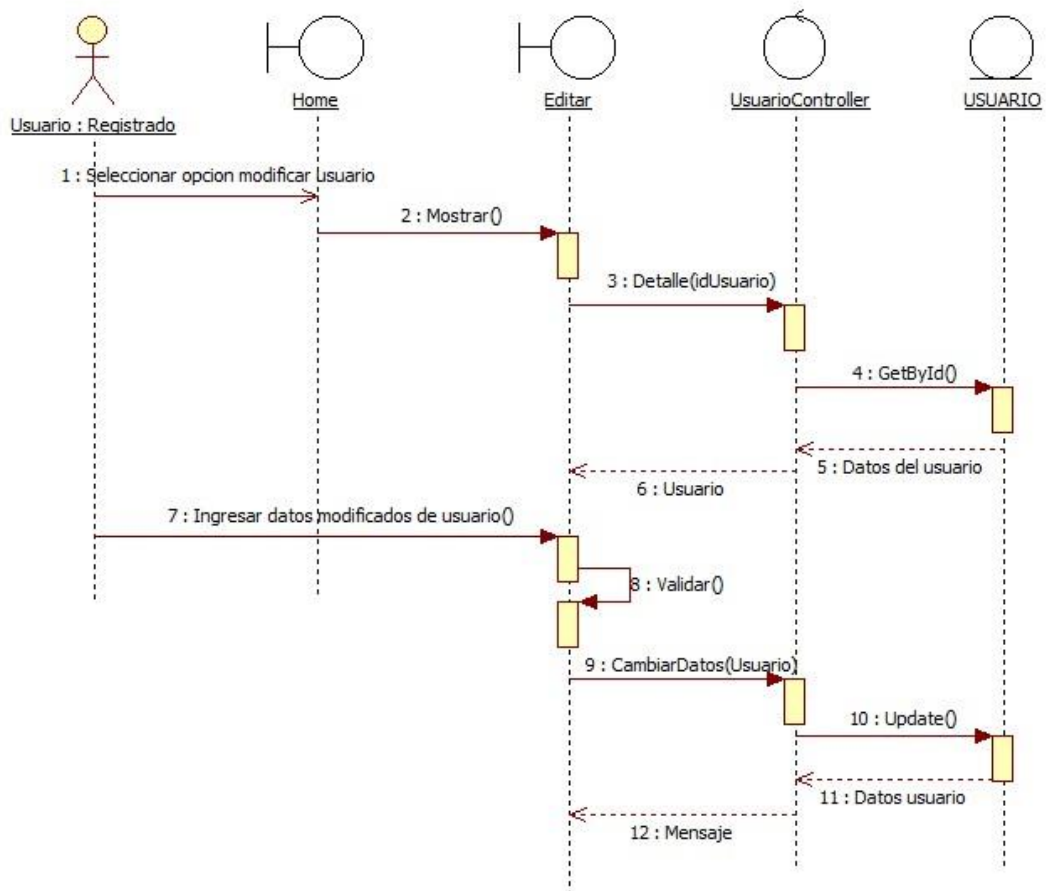 Usuario : Registrado
Home
Editar
UsuarioController
USUARIO
1 : Seleccionar opcion modificar usuario
2 : Mostrar()
3 : Detalle(idUsuario)
4 : GetById()
5 : Datos del usuario
6 : Usuario
7 : Ingresar datos modificados de usuario()
8 : Validar()
9 : CambiarDatos(Usuario)
10 : Update()
11 : Datos usuario
12 : Mensaje